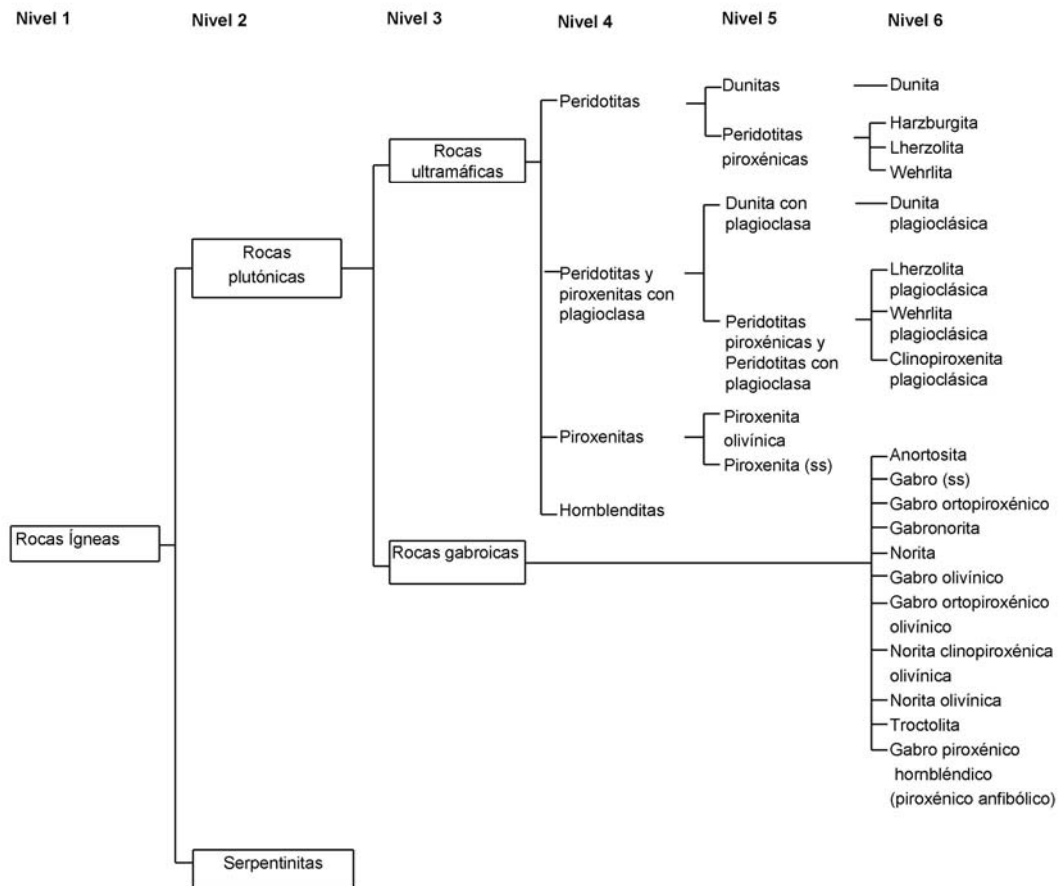 Nivel 1
Nivel 2
Nivel 3
Nivel 4
Nivel 5
Nivel 6
Rocas Ígneas
Rocas
plutónicas
Serpentinitas
Rocas
ultramáficas
Rocas gabroicas
Peridotitas
Peridotitas y
piroxenitas con
plagioclasa
Piroxenitas
Hornblenditas
Dunitas
Peridotitas
piroxénicas
Dunita con
plagioclasa
Peridotitas
piroxénicas y
Peridotitas con
plagioclasa
Piroxenita
olivínica
Piroxenita (ss)
Dunita
Harzburgita
Lherzolita
Wehrlita
Dunita
plagioclásica
Lherzolita
plagioclásica
Wehrlita
plagioclásica
Clinopiroxenita
plagioclásica
Anortosita
Gabro (ss)
Gabro ortopiroxénico
Gabronorita
Norita
Gabro olivínico
Gabro ortopiroxénico
olivínico
Norita clinopiroxénica
olivínica
Norita olivínica
Troctolita
Gabro piroxénico
hornbléndico
(piroxénico anfibólico)